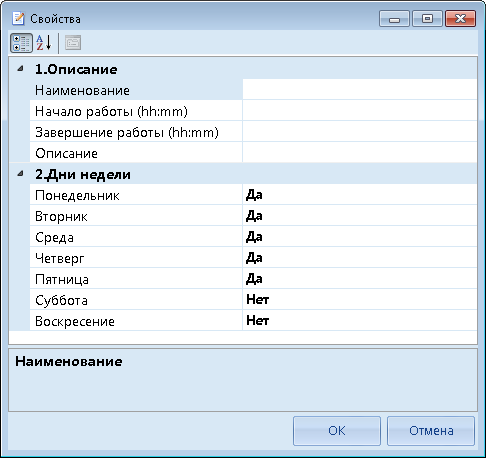 Свойства
1.Описание
Наименование
Начало работы (hh:mm)
Завершение работы (hh:mm)
Описание
2.Дни недели
Понедельник Да
Вторник Да
Среда Да
Четверг Да
Пятница Да
Суббота Нет
Воскресение Нет
Наименование
OK Отмена